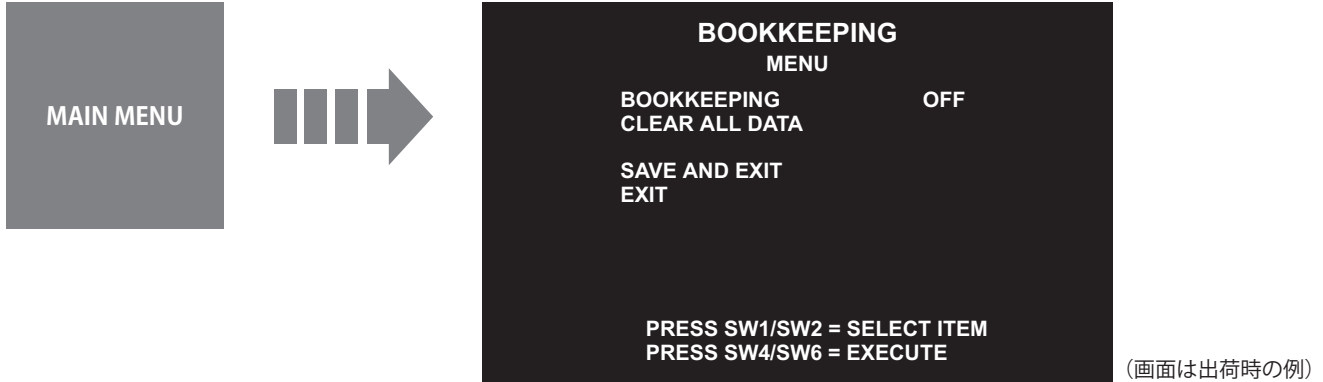 MAIN MENU
BOOKKEEPING
MENU
BOOKKEEPING OFF
CLEAR ALL DATA
SAVE AND EXIT
EXIT
PRESS SW1/SW2 = SELECT ITEM
PRESS SW4/SW6 = EXECUTE
（画面は出荷時の例）